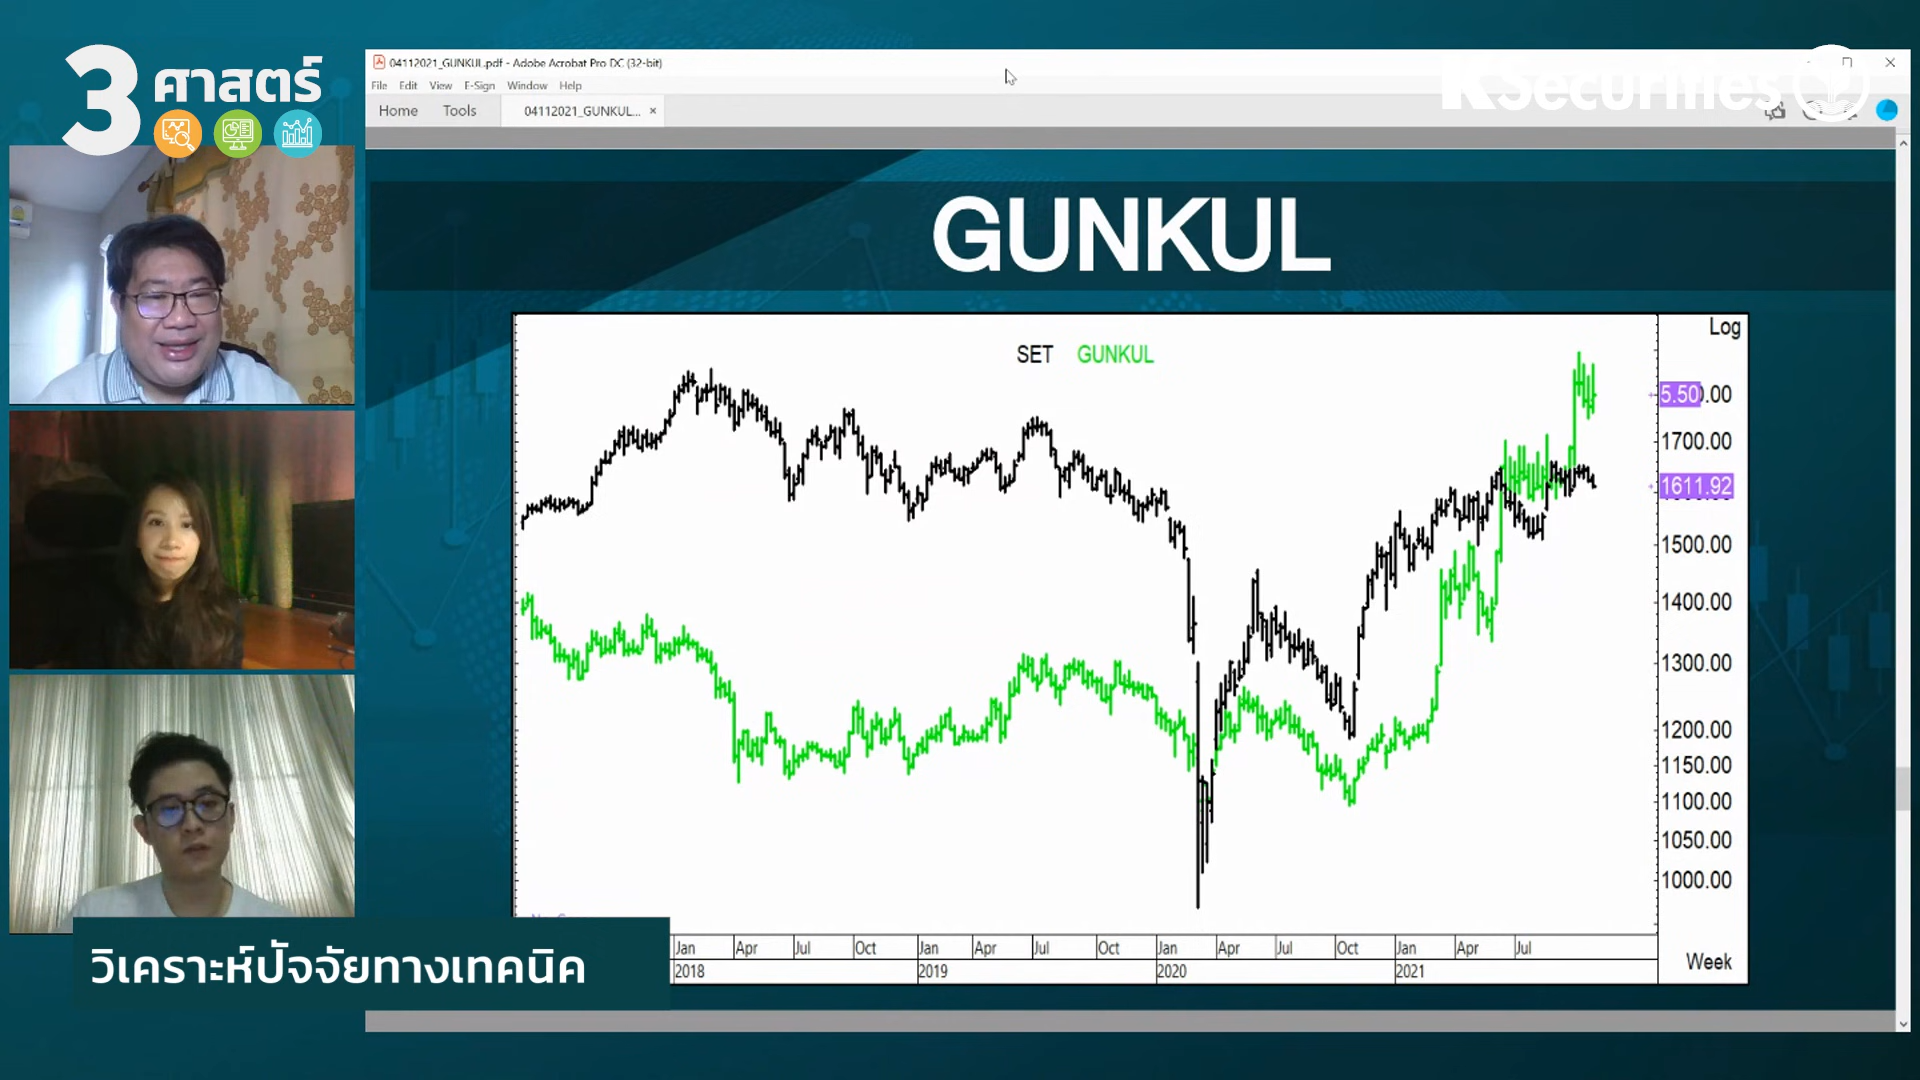 3 ศาสตร์
04112021_GUNKUL.pdf - Adobe Acrobat Pro DC (32-bit)
File Edit View E-Sign Window Help
Home Tools 04112021_GUNKUL... ×
KSecurities
GUNKUL
SET GUNKUL
Log
5.50
1700.00
1611.92
1500.00
1400.00
1300.00
1200.00
1150.00
1100.00
1050.00
1000.00
Jan Apr Jul Oct Jan Apr Jul Oct Jan Apr Jul Oct Jan Apr Jul
2018 2019 2020 2021
Week
วิเคราะห์ปัจจัยทางเทคนิค